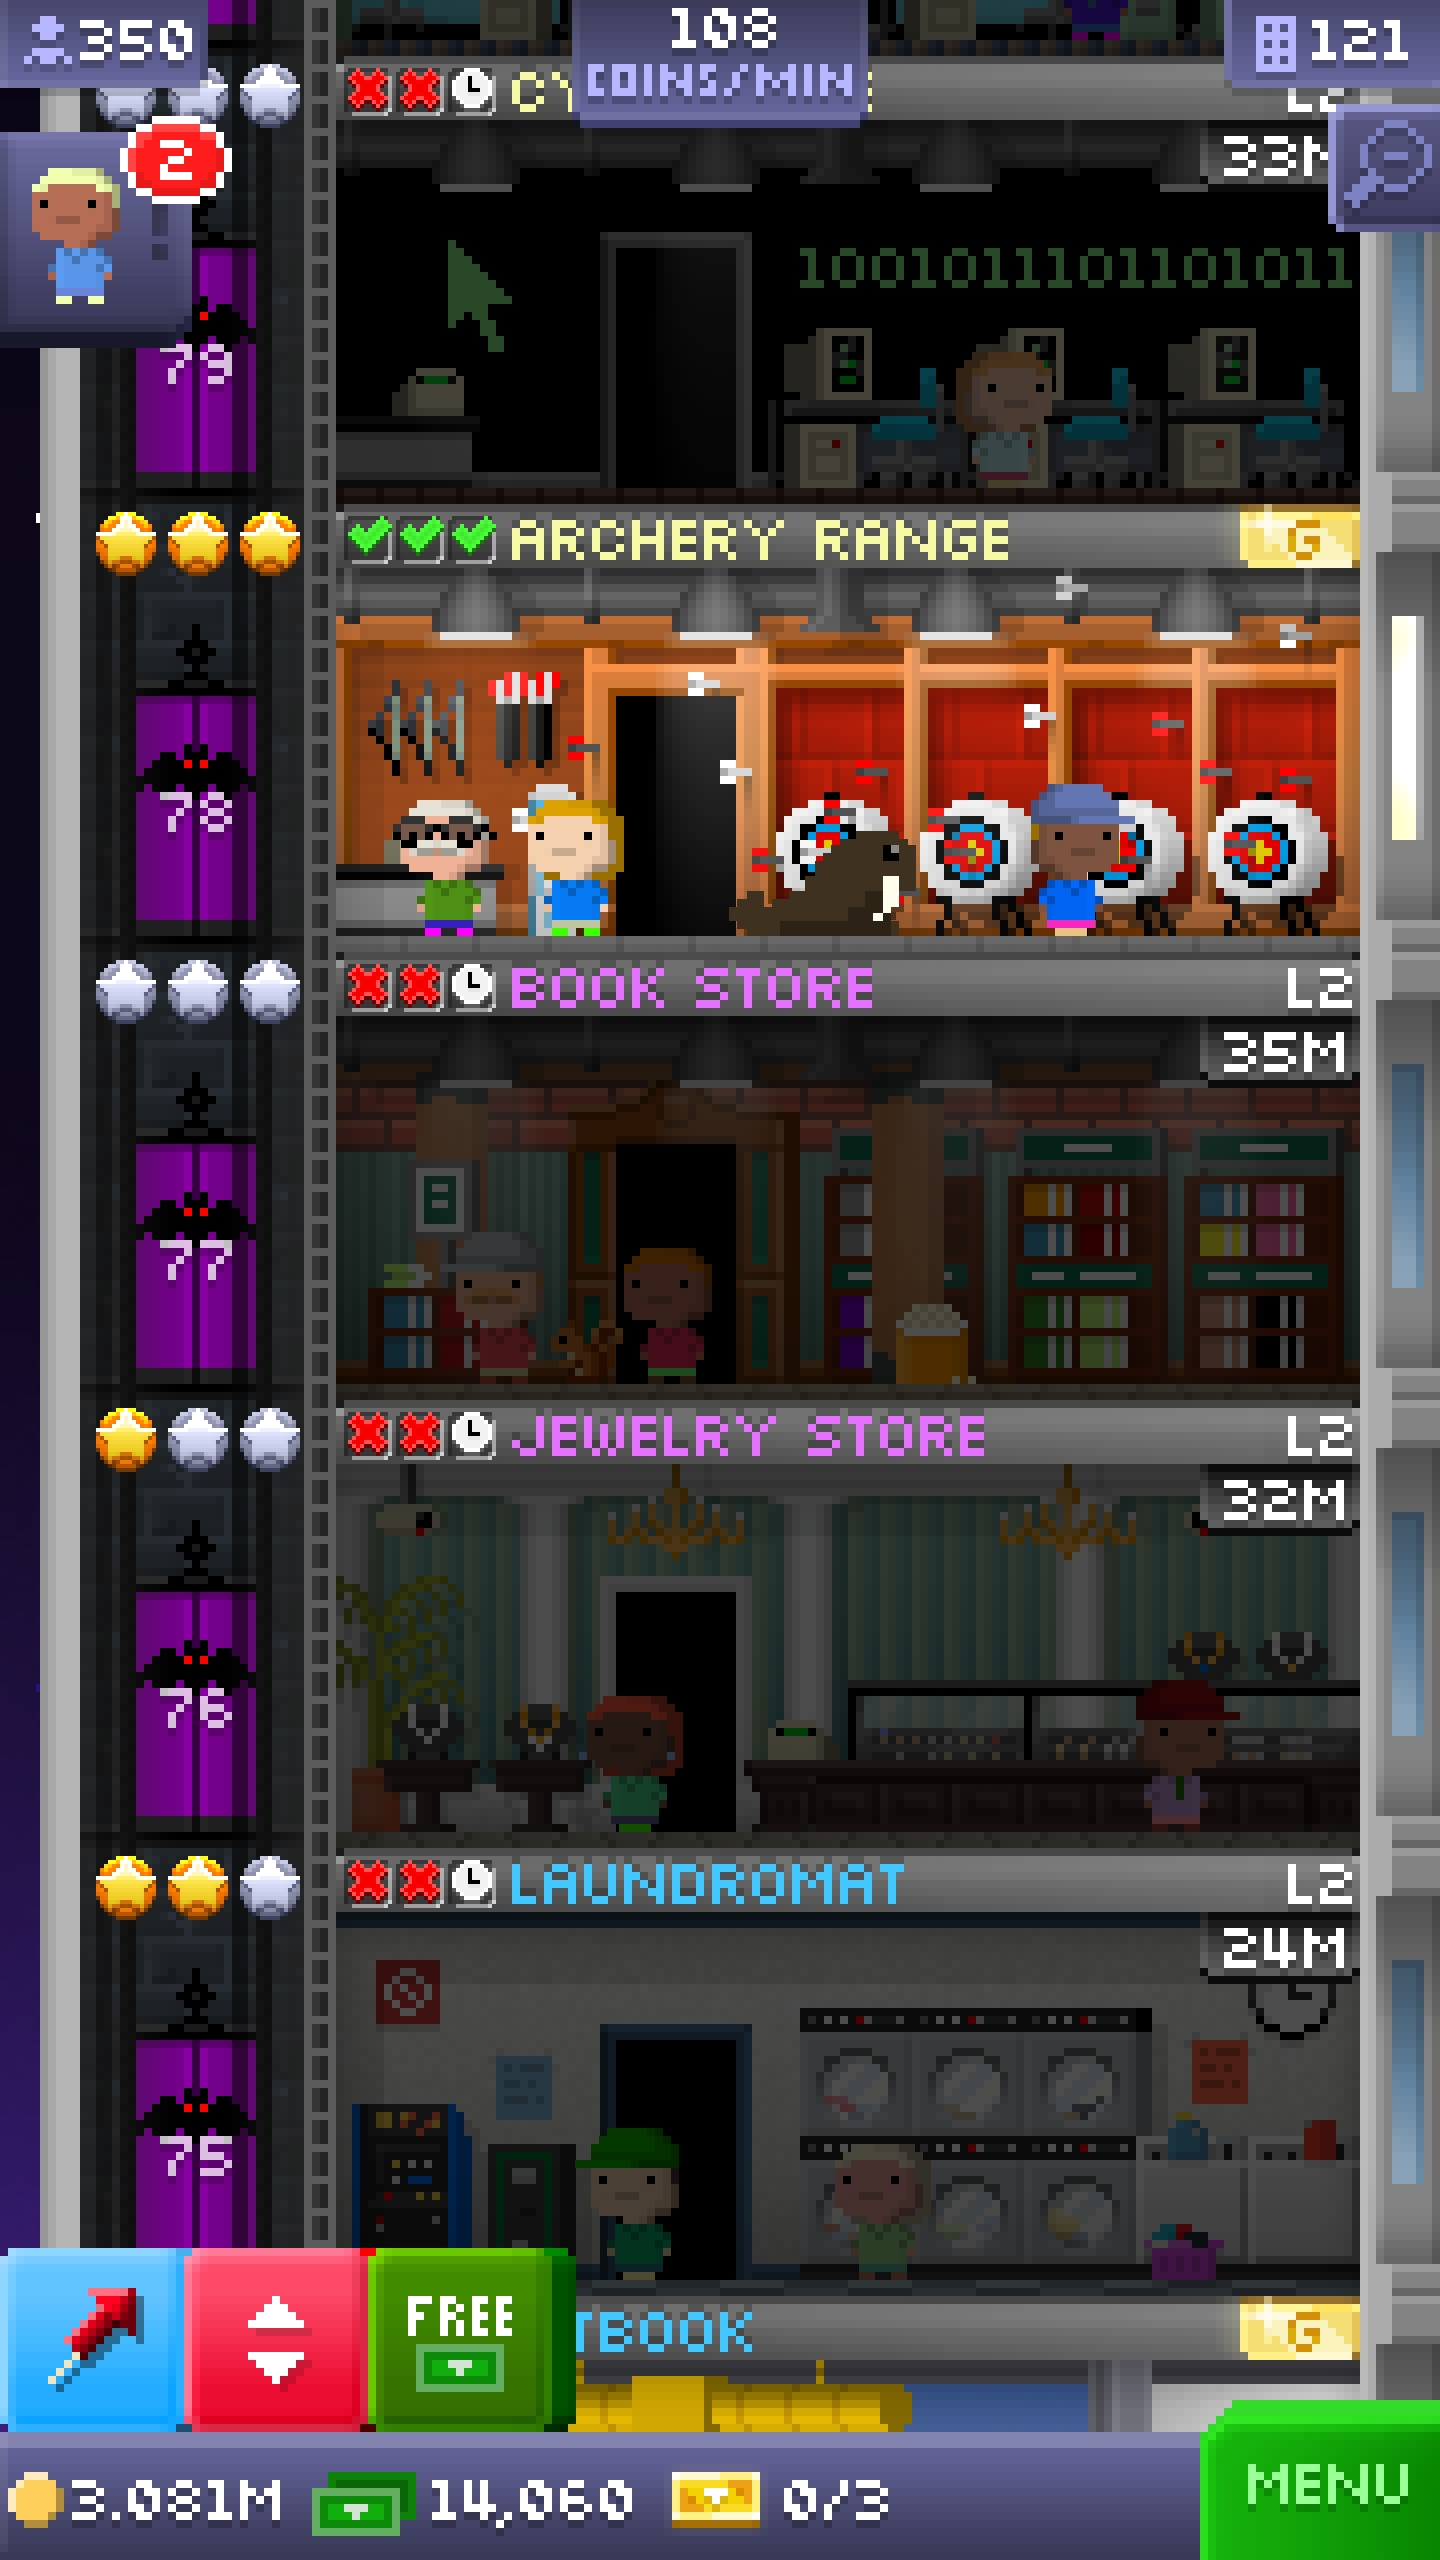 350
108
COINS/MIN
121
2
CY
L2
33M
1001011101101011
79
ARCHERY RANGE
G
78
BOOK STORE
L2
35M
77
JEWELRY STORE
L2
32M
76
LAUNDROMAT
L2
24M
75
FREE
TBOOK
G
3.081M
14,060
0/3
MENU